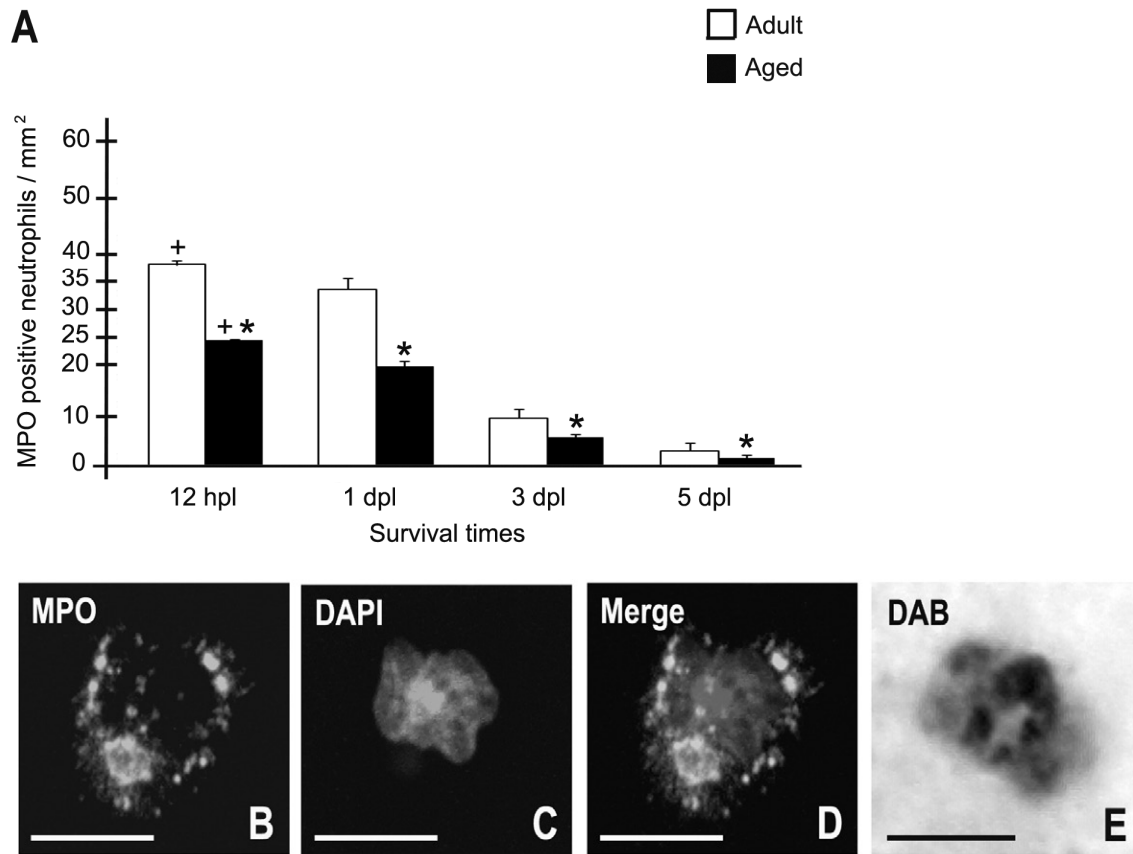 A
Adult
Aged
MPO positive neutrophils / mm²
60
50
40
35
30
25
20
10
0
+
+ *
*
*
*
12 hpl 1 dpl 3 dpl 5 dpl
Survival times
MPO
B
DAPI
C
Merge
D
DAB
E